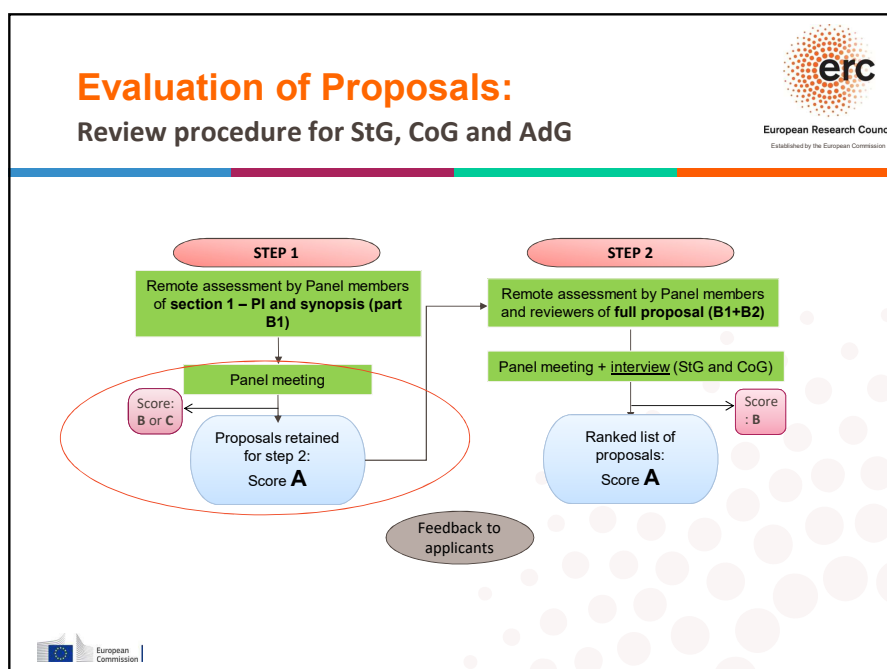 Evaluation of Proposals:
Review procedure for StG, CoG and AdG
erc
European Research Counc
Established by the European Commission
STEP 1
Remote assessment by Panel members
of section 1 – PI and synopsis (part
B1)
Panel meeting
Score:
B or C
Proposals retained
for step 2:
Score A
STEP 2
Remote assessment by Panel members
and reviewers of full proposal (B1+B2)
Panel meeting + interview (StG and CoG)
Score
: B
Ranked list of
proposals:
Score A
Feedback to
applicants
European
Commission